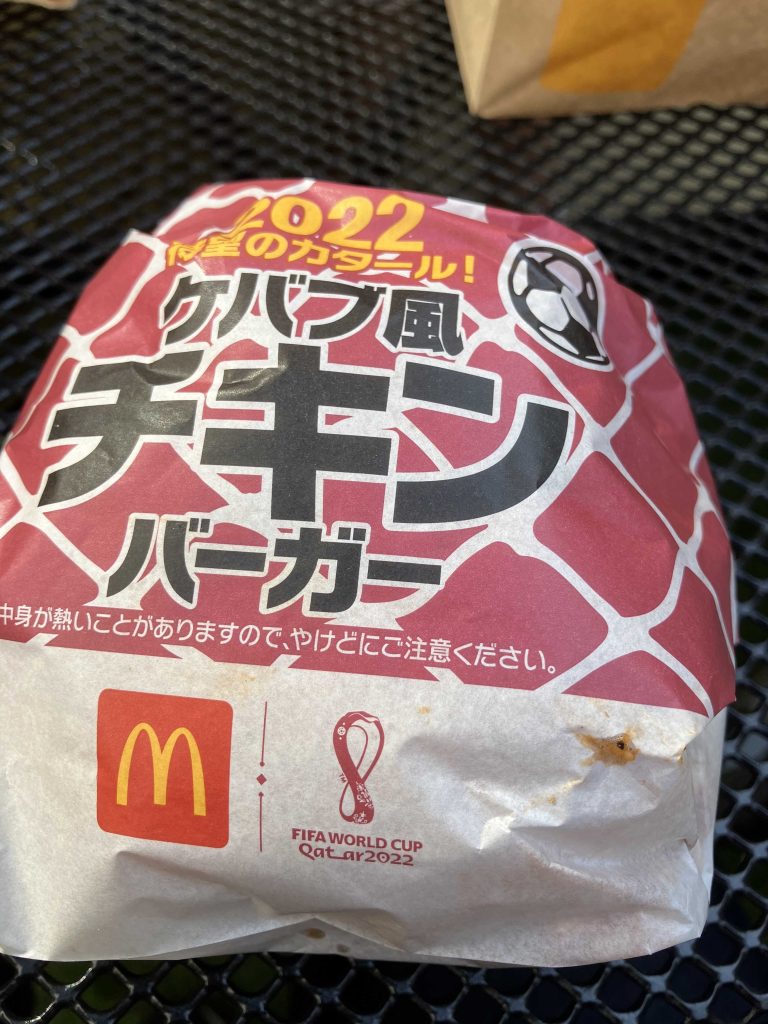 2022
待望のカタール!
ケバブ風
チキン
バーガー
中身が熱いことがありますので、やけどにご注意ください。
M
FIFA WORLD CUP
Qatar2022